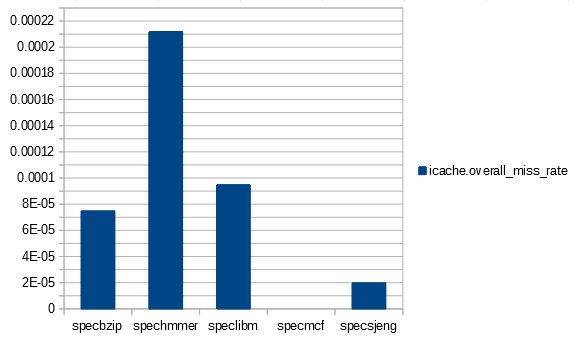 0.00022
0.0002
0.00018
0.00016
0.00014
0.00012
0.0001
8E-05
6E-05
4E-05
2E-05
0
specbzip spechmmer speclibm specmcf specsjeng
icache.overall_miss_rate